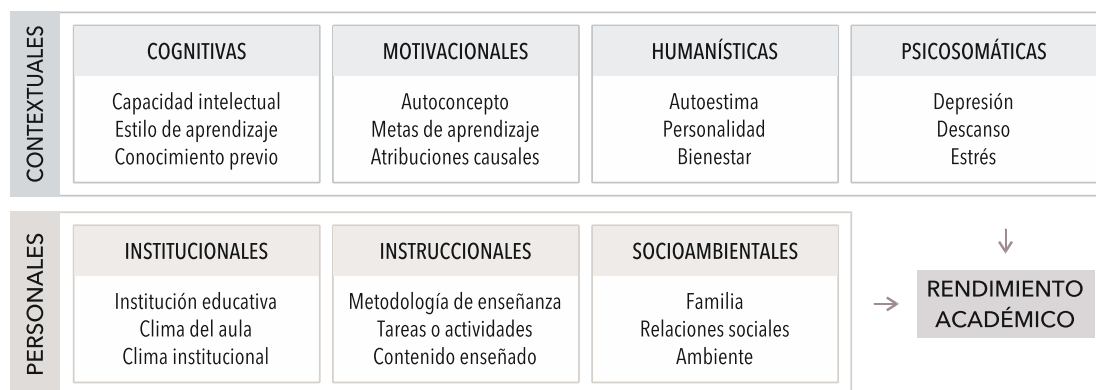 CONTEXTUALES
COGNITIVAS
Capacidad intelectual
Estilo de aprendizaje
Conocimiento previo
MOTIVACIONALES
Autoconcepto
Metas de aprendizaje
Atribuciones causales
HUMANÍSTICAS
Autoestima
Personalidad
Bienestar
PSICOSOMÁTICAS
Depresión
Descanso
Estrés
PERSONALES
INSTITUCIONALES
Institución educativa
Clima del aula
Clima institucional
INSTRUCCIONALES
Metodología de enseñanza
Tareas o actividades
Contenido enseñado
SOCIOAMBIENTALES
Familia
Relaciones sociales
Ambiente
RENDIMIENTO
ACADÉMICO